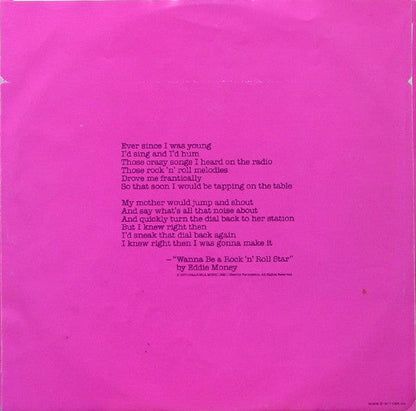 Ever since I was young
I'd sing and I'd hum
Those crazy songs I heard on the radio
Those rock 'n' roll melodies
Drove me frantically
So that soon I would be tapping on the table
My mother would jump and shout
And say what's all that noise about
And quickly turn the dial back to her station
But I knew right then
I'd sneak that dial back again
I knew right then I was gonna make it
—"Wanna Be a Rock 'n' Roll Star"
by Eddie Money
All Rights Reserved